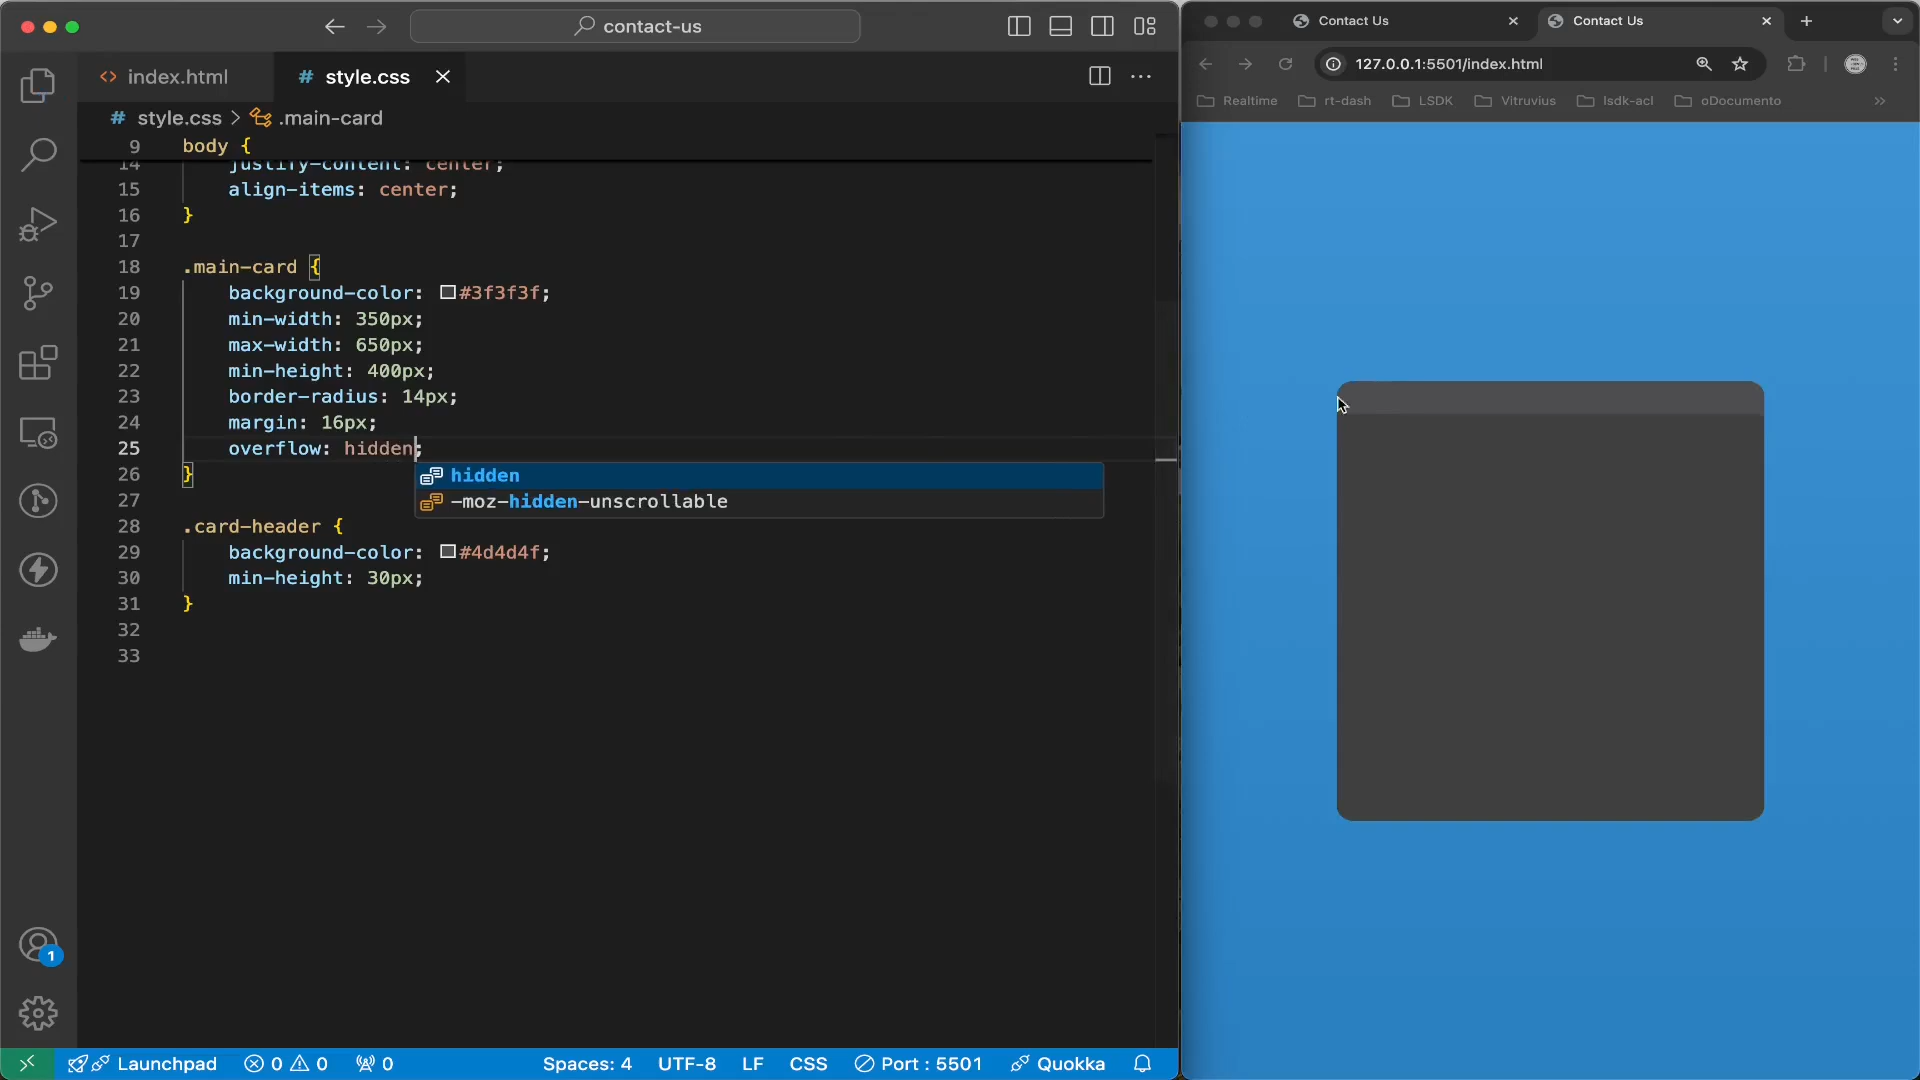 contact-us
index.html
style.css
style.css > .main-card
9 body {
14 justify-content: center;
15 align-items: center;
16 }
17
18 .main-card {
19 background-color: #3f3f3f;
20 min-width: 350px;
21 max-width: 650px;
22 min-height: 400px;
23 border-radius: 14px;
24 margin: 16px;
25 overflow: hidden;
hidden
-moz-hidden-unscrollable
26 }
27
28 .card-header {
29 background-color: #4d4d4f;
30 min-height: 30px;
31 }
32
33
1
Launchpad 0 0 0 Spaces: 4 UTF-8 LF CSS Port : 5501 Quokka
Contact Us Contact Us
127.0.0.1:5501/index.html
Realtime rt-dash LSDK Vitruvius lsdk-acl oDocumento